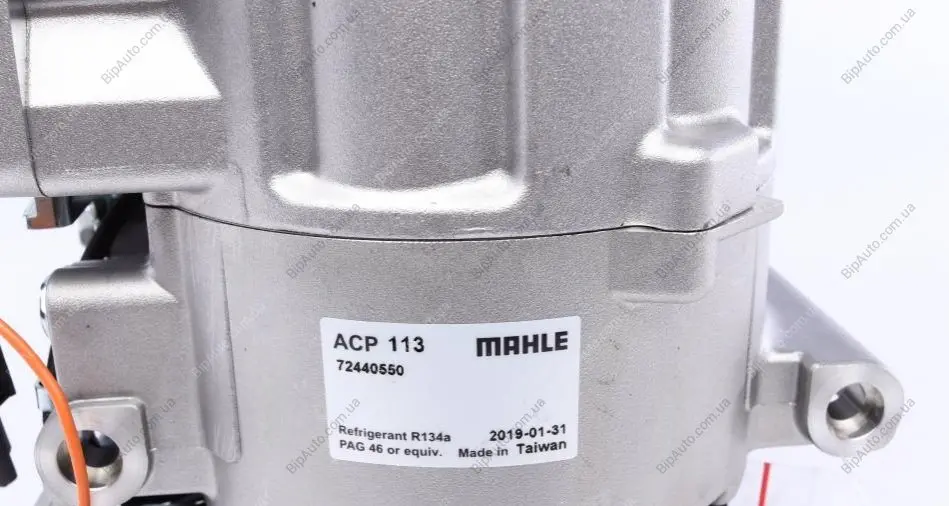 ACP 113
MAHLE
72440550
Refrigerant R134a
PAG 46 or equiv.
2019-01-31
Made in Taiwan
BipAuto.com.ua